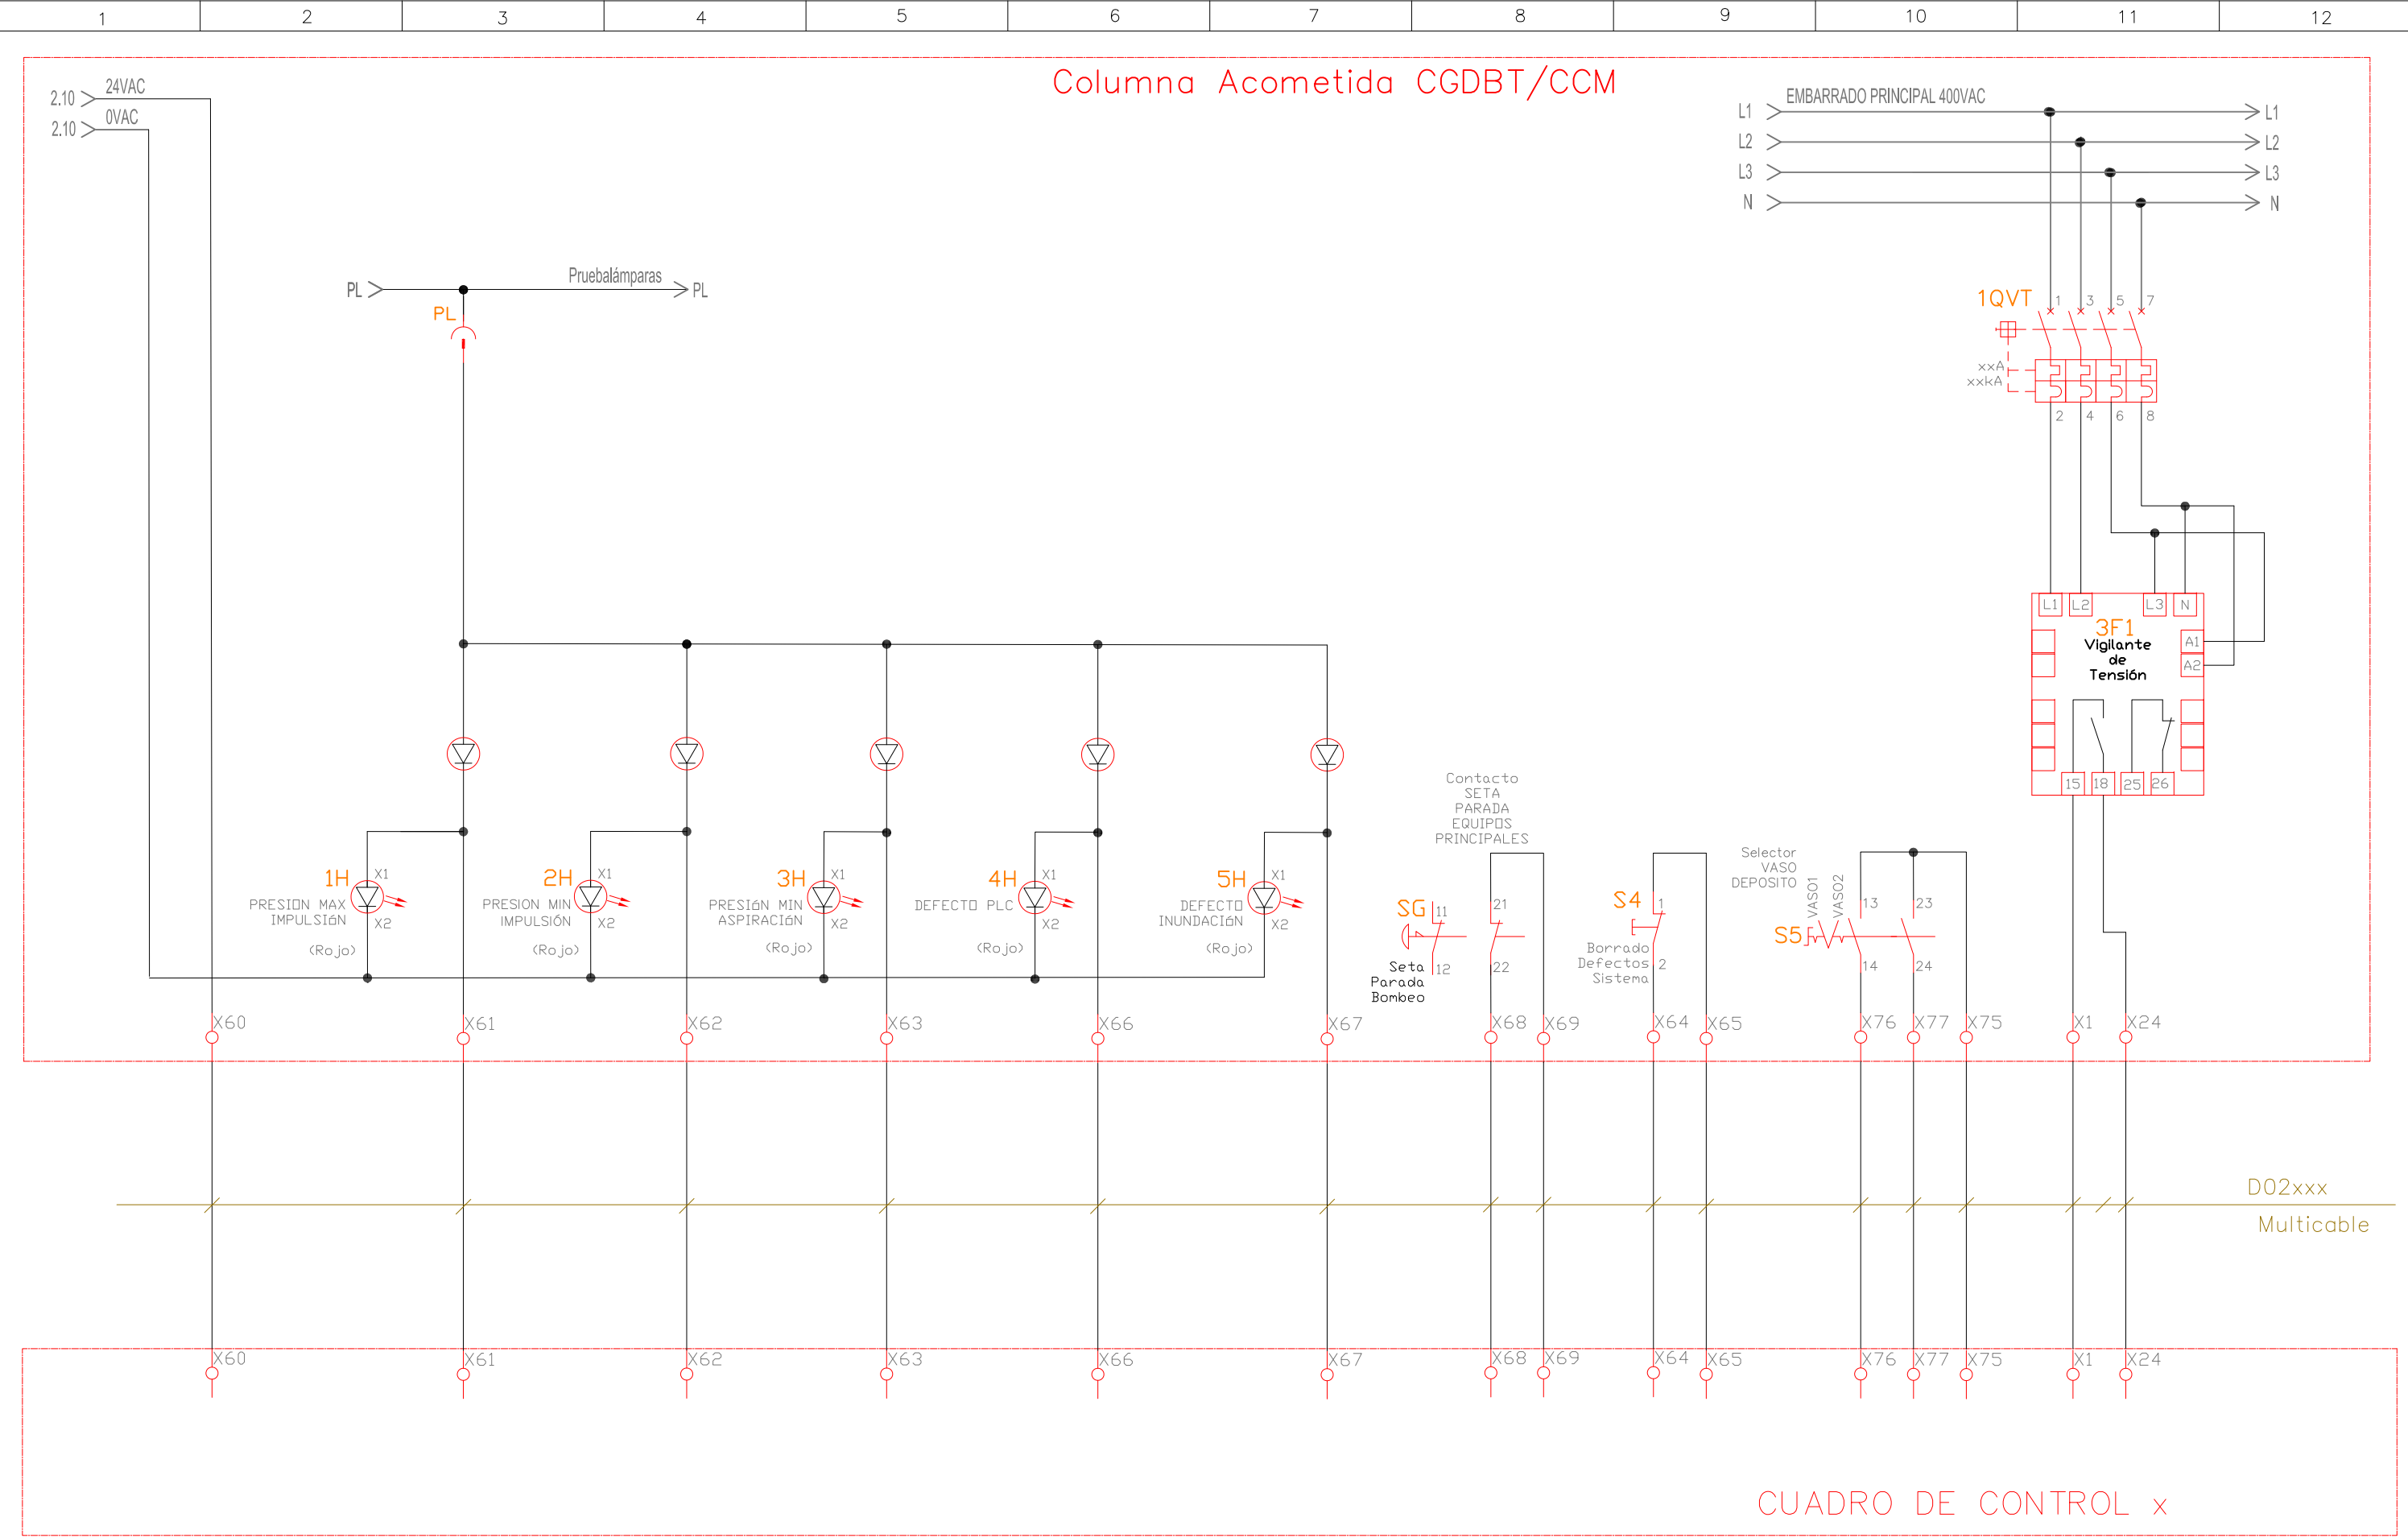 1 2 3 4 5 6 7 8 9 10 11 12
Columna Acometida CGDBT/CCM
2.10 24VAC
2.10 0VAC
EMBARRADO PRINCIPAL 400VAC
L1 L1
L2 L2
L3 L3
N N
PL Pruebalámparas PL
PL
1QVT 1 3 5 7
xxA
xxkA
2 4 6 8
L1 L2 L3 N
3F1
Vigilante
de
Tensión
A1
A2
15 18 25 26
1H X1
PRESION MAX
IMPULSIóN
X2
(Rojo)
2H X1
PRESION MIN
IMPULSIÓN
X2
(Rojo)
3H X1
PRESIóN MIN
ASPIRACIóN
X2
(Rojo)
4H X1
DEFECTO PLC
X2
(Rojo)
5H X1
DEFECTO
INUNDACIóN
X2
(Rojo)
Contacto
SETA
PARADA
EQUIPOS
PRINCIPALES
SG 11 21
12 22
Seta
Parada
Bombeo
S4 1
Borrado
Defectos 2
Sistema
Selector
VASO
DEPOSITO
VASO1
VASO2
S5 13 23
14 24
X60 X61 X62 X63 X66 X67 X68 X69 X64 X65 X76 X77 X75 X1 X24
D02xxx
Multicable
X60 X61 X62 X63 X66 X67 X68 X69 X64 X65 X76 X77 X75 X1 X24
CUADRO DE CONTROL x